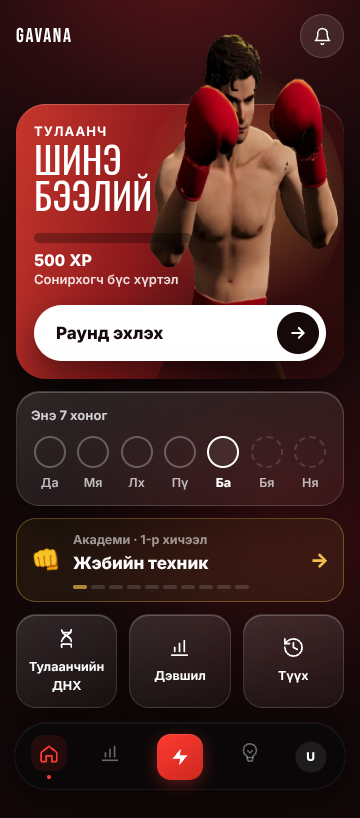 GAVANA
ТУЛААНЧ
ШИНЭ
БЭЭЛИЙ
500 XP
Сонирхогч бүс хүртэл
Раунд эхлэх
Энэ 7 хоног
Да Мя Лх Пү Ба Бя Ня
Академи · 1-р хичээл
Жэбийн техник
Тулаанчийн
ДНХ
Дэвшил
Түүх
U